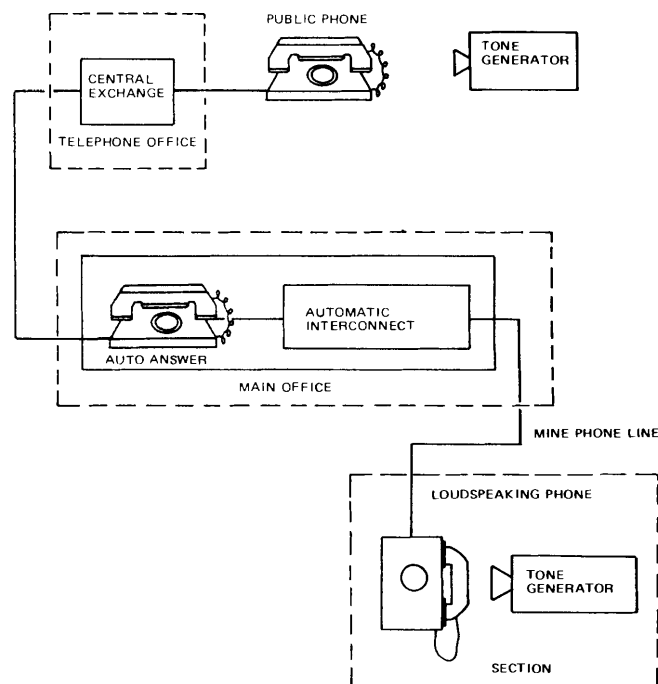 PUBLIC PHONE
TONE
GENERATOR
CENTRAL
EXCHANGE
TELEPHONE OFFICE
AUTOMATIC
INTERCONNECT
AUTO ANSWER
MAIN OFFICE
MINE PHONE LINE
LOUDSPEAKING PHONE
TONE
GENERATOR
SECTION